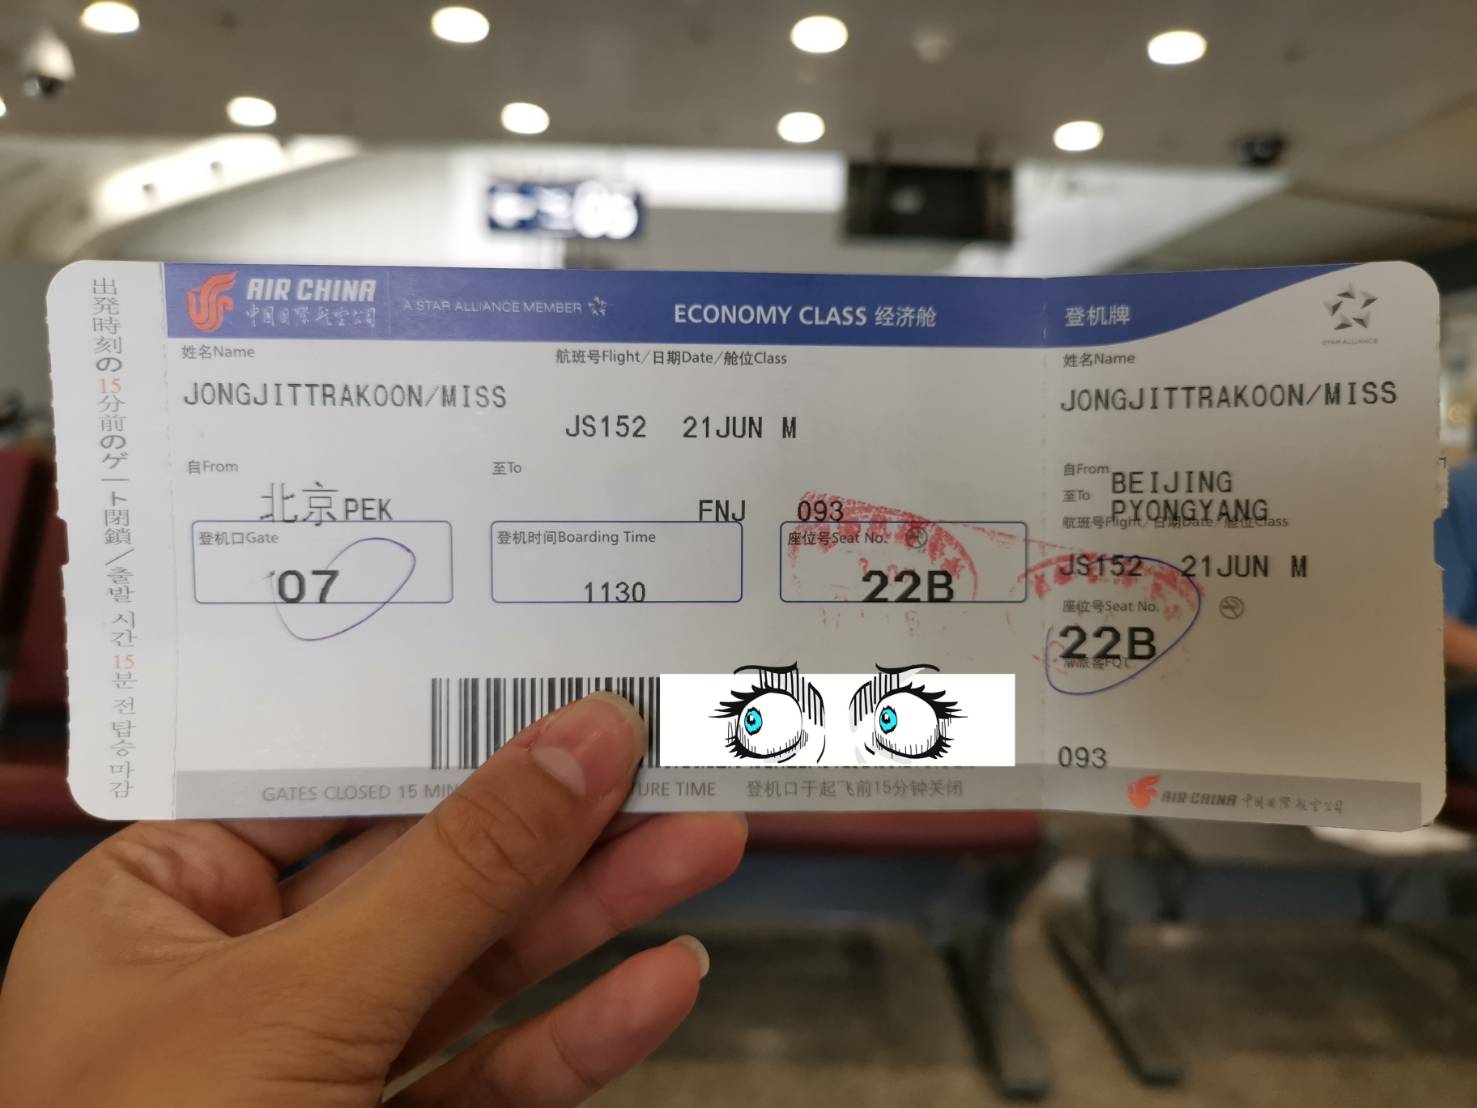 出発時刻の15分前のゲート閉鎖/출발 시간 15분 전 탑승 마감
AIR CHINA
中国国际航空公司
A STAR ALLIANCE MEMBER
ECONOMY CLASS 经济舱
姓名Name
航班号Flight/日期Date/舱位Class
JONGJITTRAKOON/MISS
JS152 21JUN M
自From
至To
北京PEK
FNJ
093
登机口Gate
登机时间Boarding Time
座位号Seat No.
07
1130
22B
GATES CLOSED 15 MIN
TURE TIME
登机口于起飞前15分钟关闭
登机牌
STAR ALLIANCE
姓名Name
JONGJITTRAKOON/MISS
自From BEIJING
至To PYONGYANG
航班号Flight/日期Date/舱位Class
JS152 21JUN M
座位号Seat No.
22B
093
AIR CHINA 中国国际航空公司